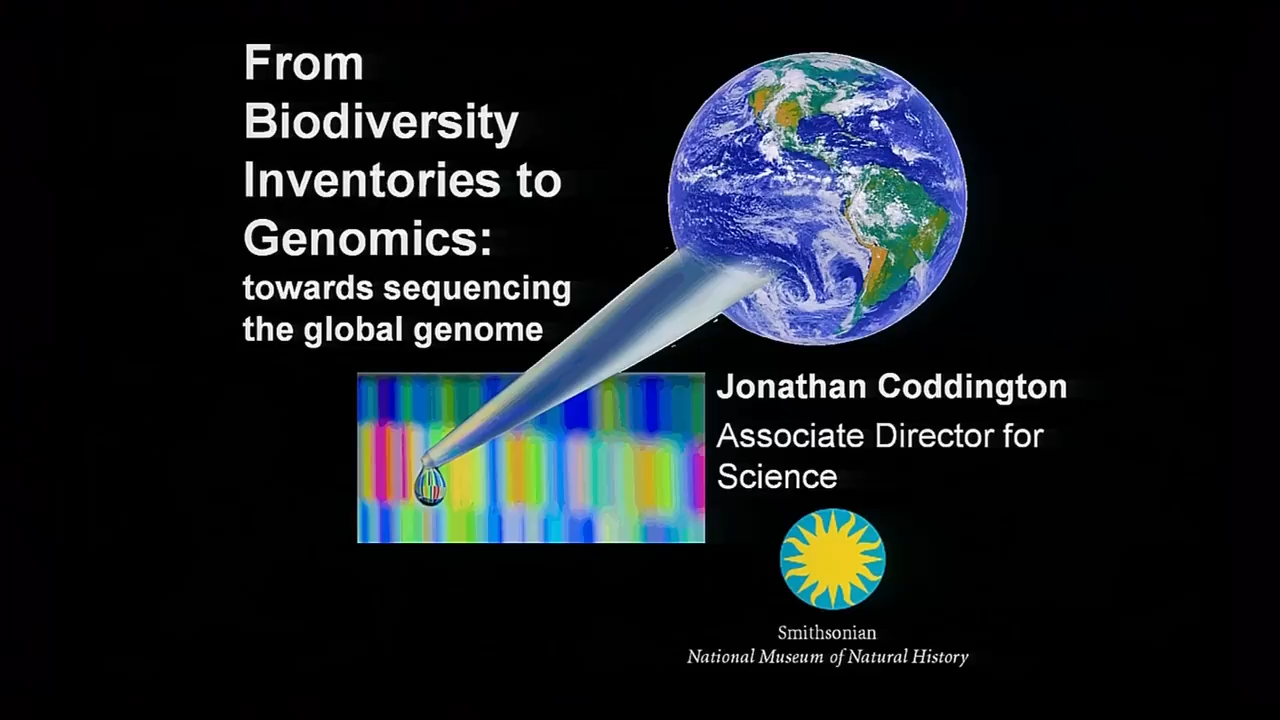 From
Biodiversity
Inventories to
Genomics:
towards sequencing
the global genome
Jonathan Coddington
Associate Director for
Science
Smithsonian
National Museum of Natural History